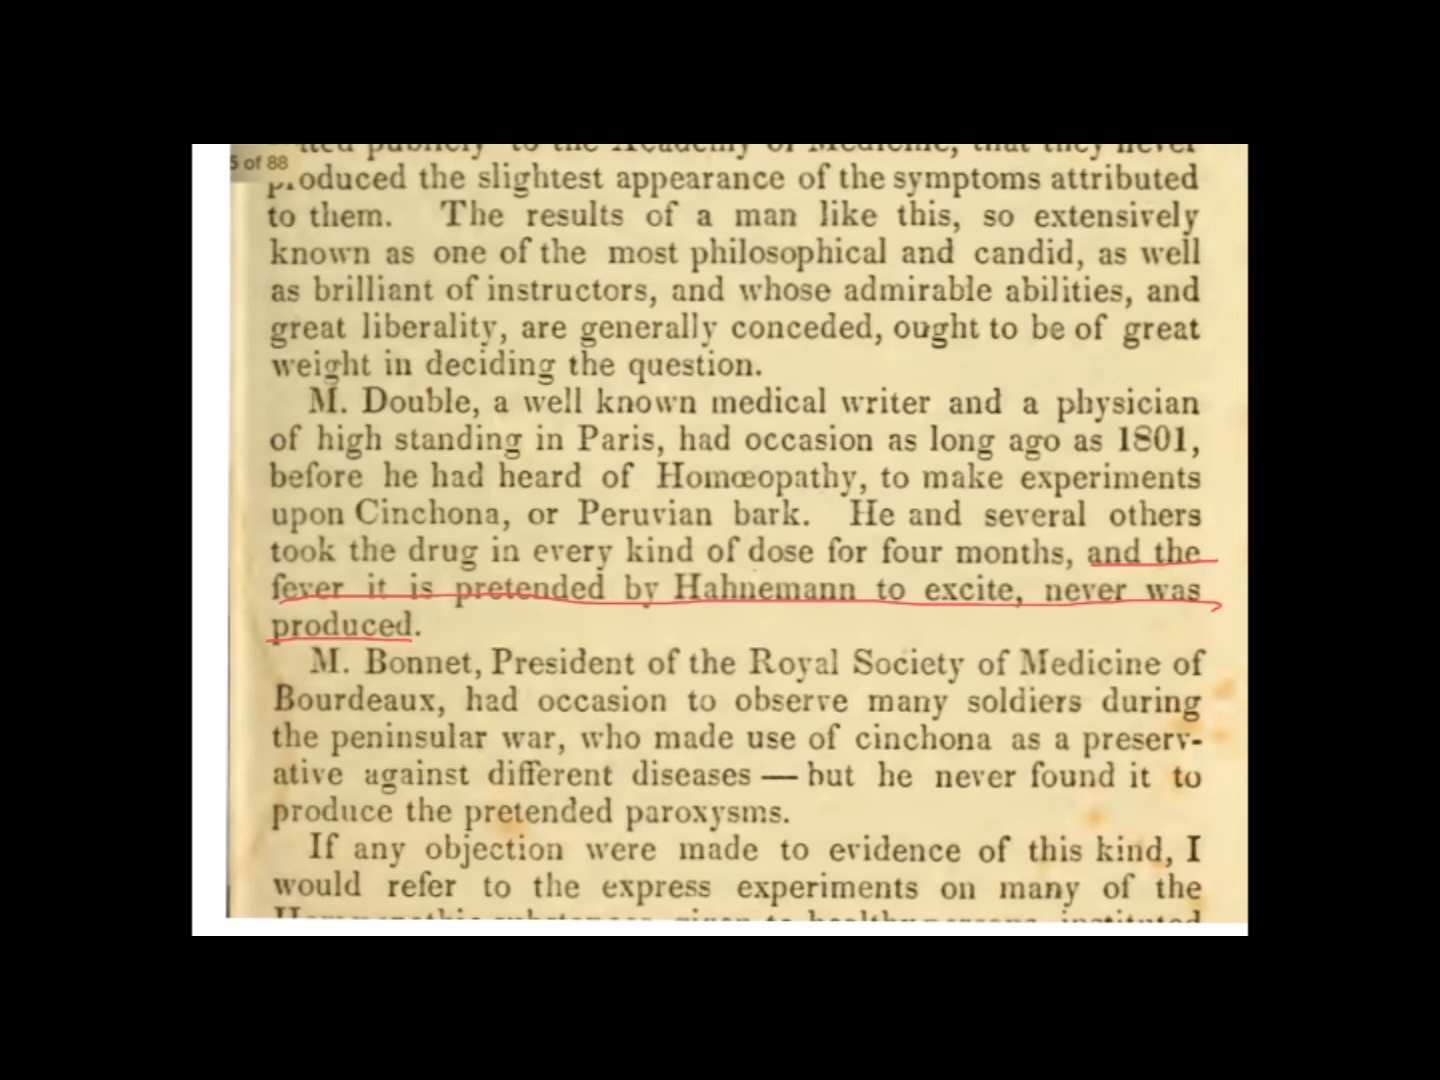 publicly to the Academy of Medicine, that they never
5 of 88
produced the slightest appearance of the symptoms attributed
to them. The results of a man like this, so extensively
known as one of the most philosophical and candid, as well
as brilliant of instructors, and whose admirable abilities, and
great liberality, are generally conceded, ought to be of great
weight in deciding the question.
M. Double, a well known medical writer and a physician
of high standing in Paris, had occasion as long ago as 1801,
before he had heard of Homœopathy, to make experiments
upon Cinchona, or Peruvian bark. He and several others
took the drug in every kind of dose for four months, and the
fever it is pretended by Hahnemann to excite, never was
produced.
M. Bonnet, President of the Royal Society of Medicine of
Bourdeaux, had occasion to observe many soldiers during
the peninsular war, who made use of cinchona as a preserv-
ative against different diseases — but he never found it to
produce the pretended paroxysms.
If any objection were made to evidence of this kind, I
would refer to the express experiments on many of the